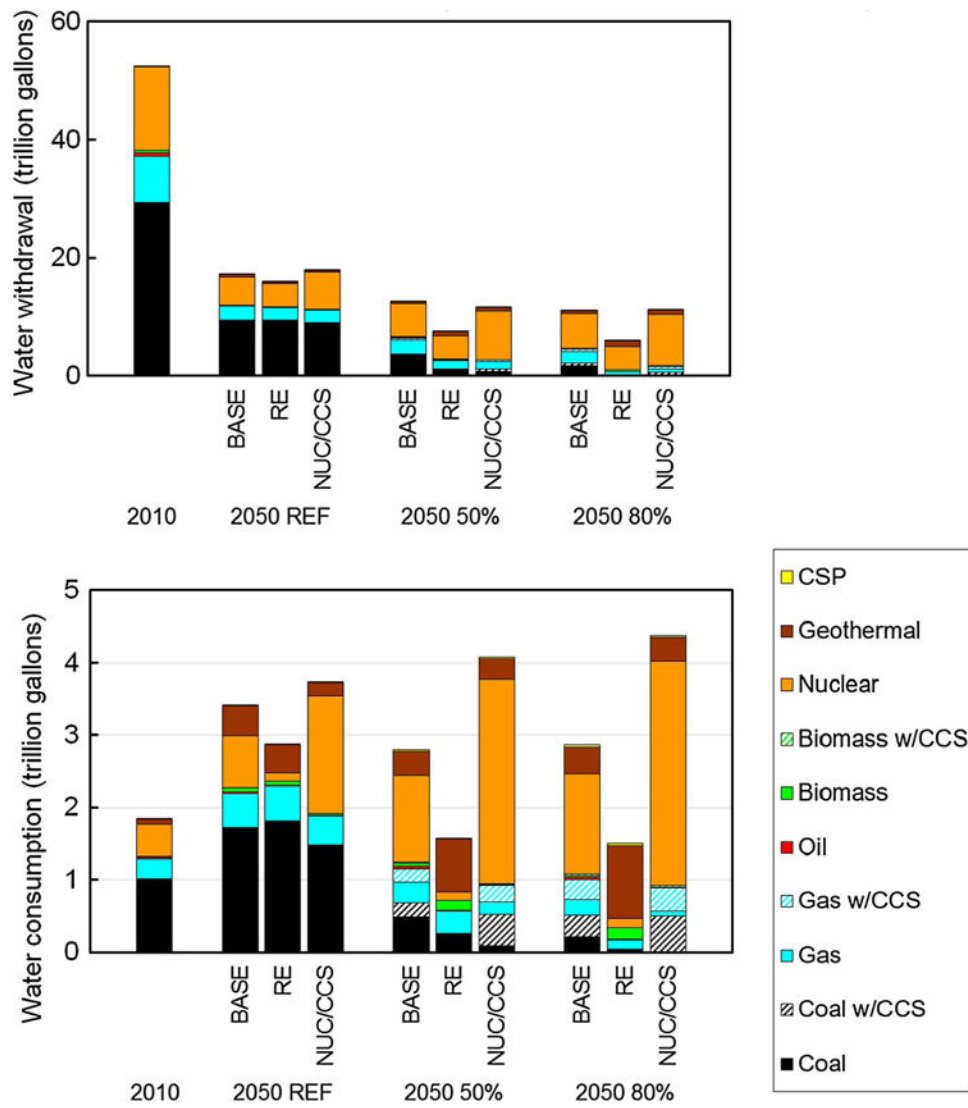 Water withdrawal (trillion gallons)
60
40
20
0
BASE
RE
NUC/CCS
BASE
RE
NUC/CCS
BASE
RE
NUC/CCS
2010
2050 REF
2050 50%
2050 80%
Water consumption (trillion gallons)
5
4
3
2
1
0
BASE
RE
NUC/CCS
BASE
RE
NUC/CCS
BASE
RE
NUC/CCS
2010
2050 REF
2050 50%
2050 80%
CSP
Geothermal
Nuclear
Biomass w/CCS
Biomass
Oil
Gas w/CCS
Gas
Coal w/CCS
Coal